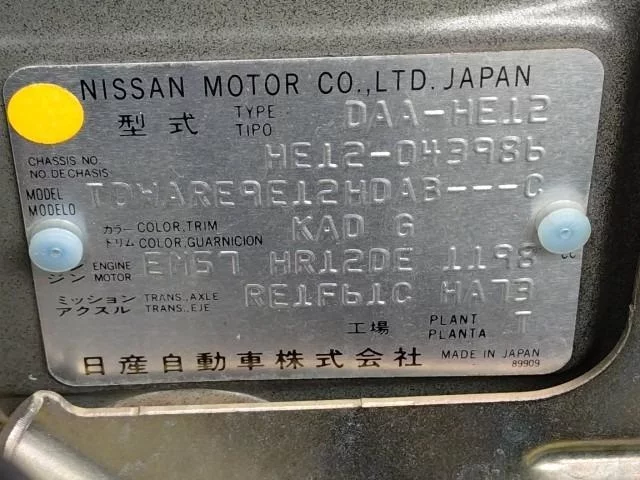 NISSAN MOTOR CO.,LTD. JAPAN
型式 TYPE TIPO DAA-HE12
CHASSIS NO. NO.DE CHASIS HE12-043986
MODEL MODELO TDWARE9E12HDAB---C
カラー トリム COLOR,TRIM COLOR,GUARNICION KAD G
ジン ENGINE MOTOR EM57 HR12DE 1198 cc
ミッション アクスル TRANS.,AXLE TRANS.,EJE RE1F61C HA73
工場 PLANT PLANTA T
日産自動車株式会社 MADE IN JAPAN
89909